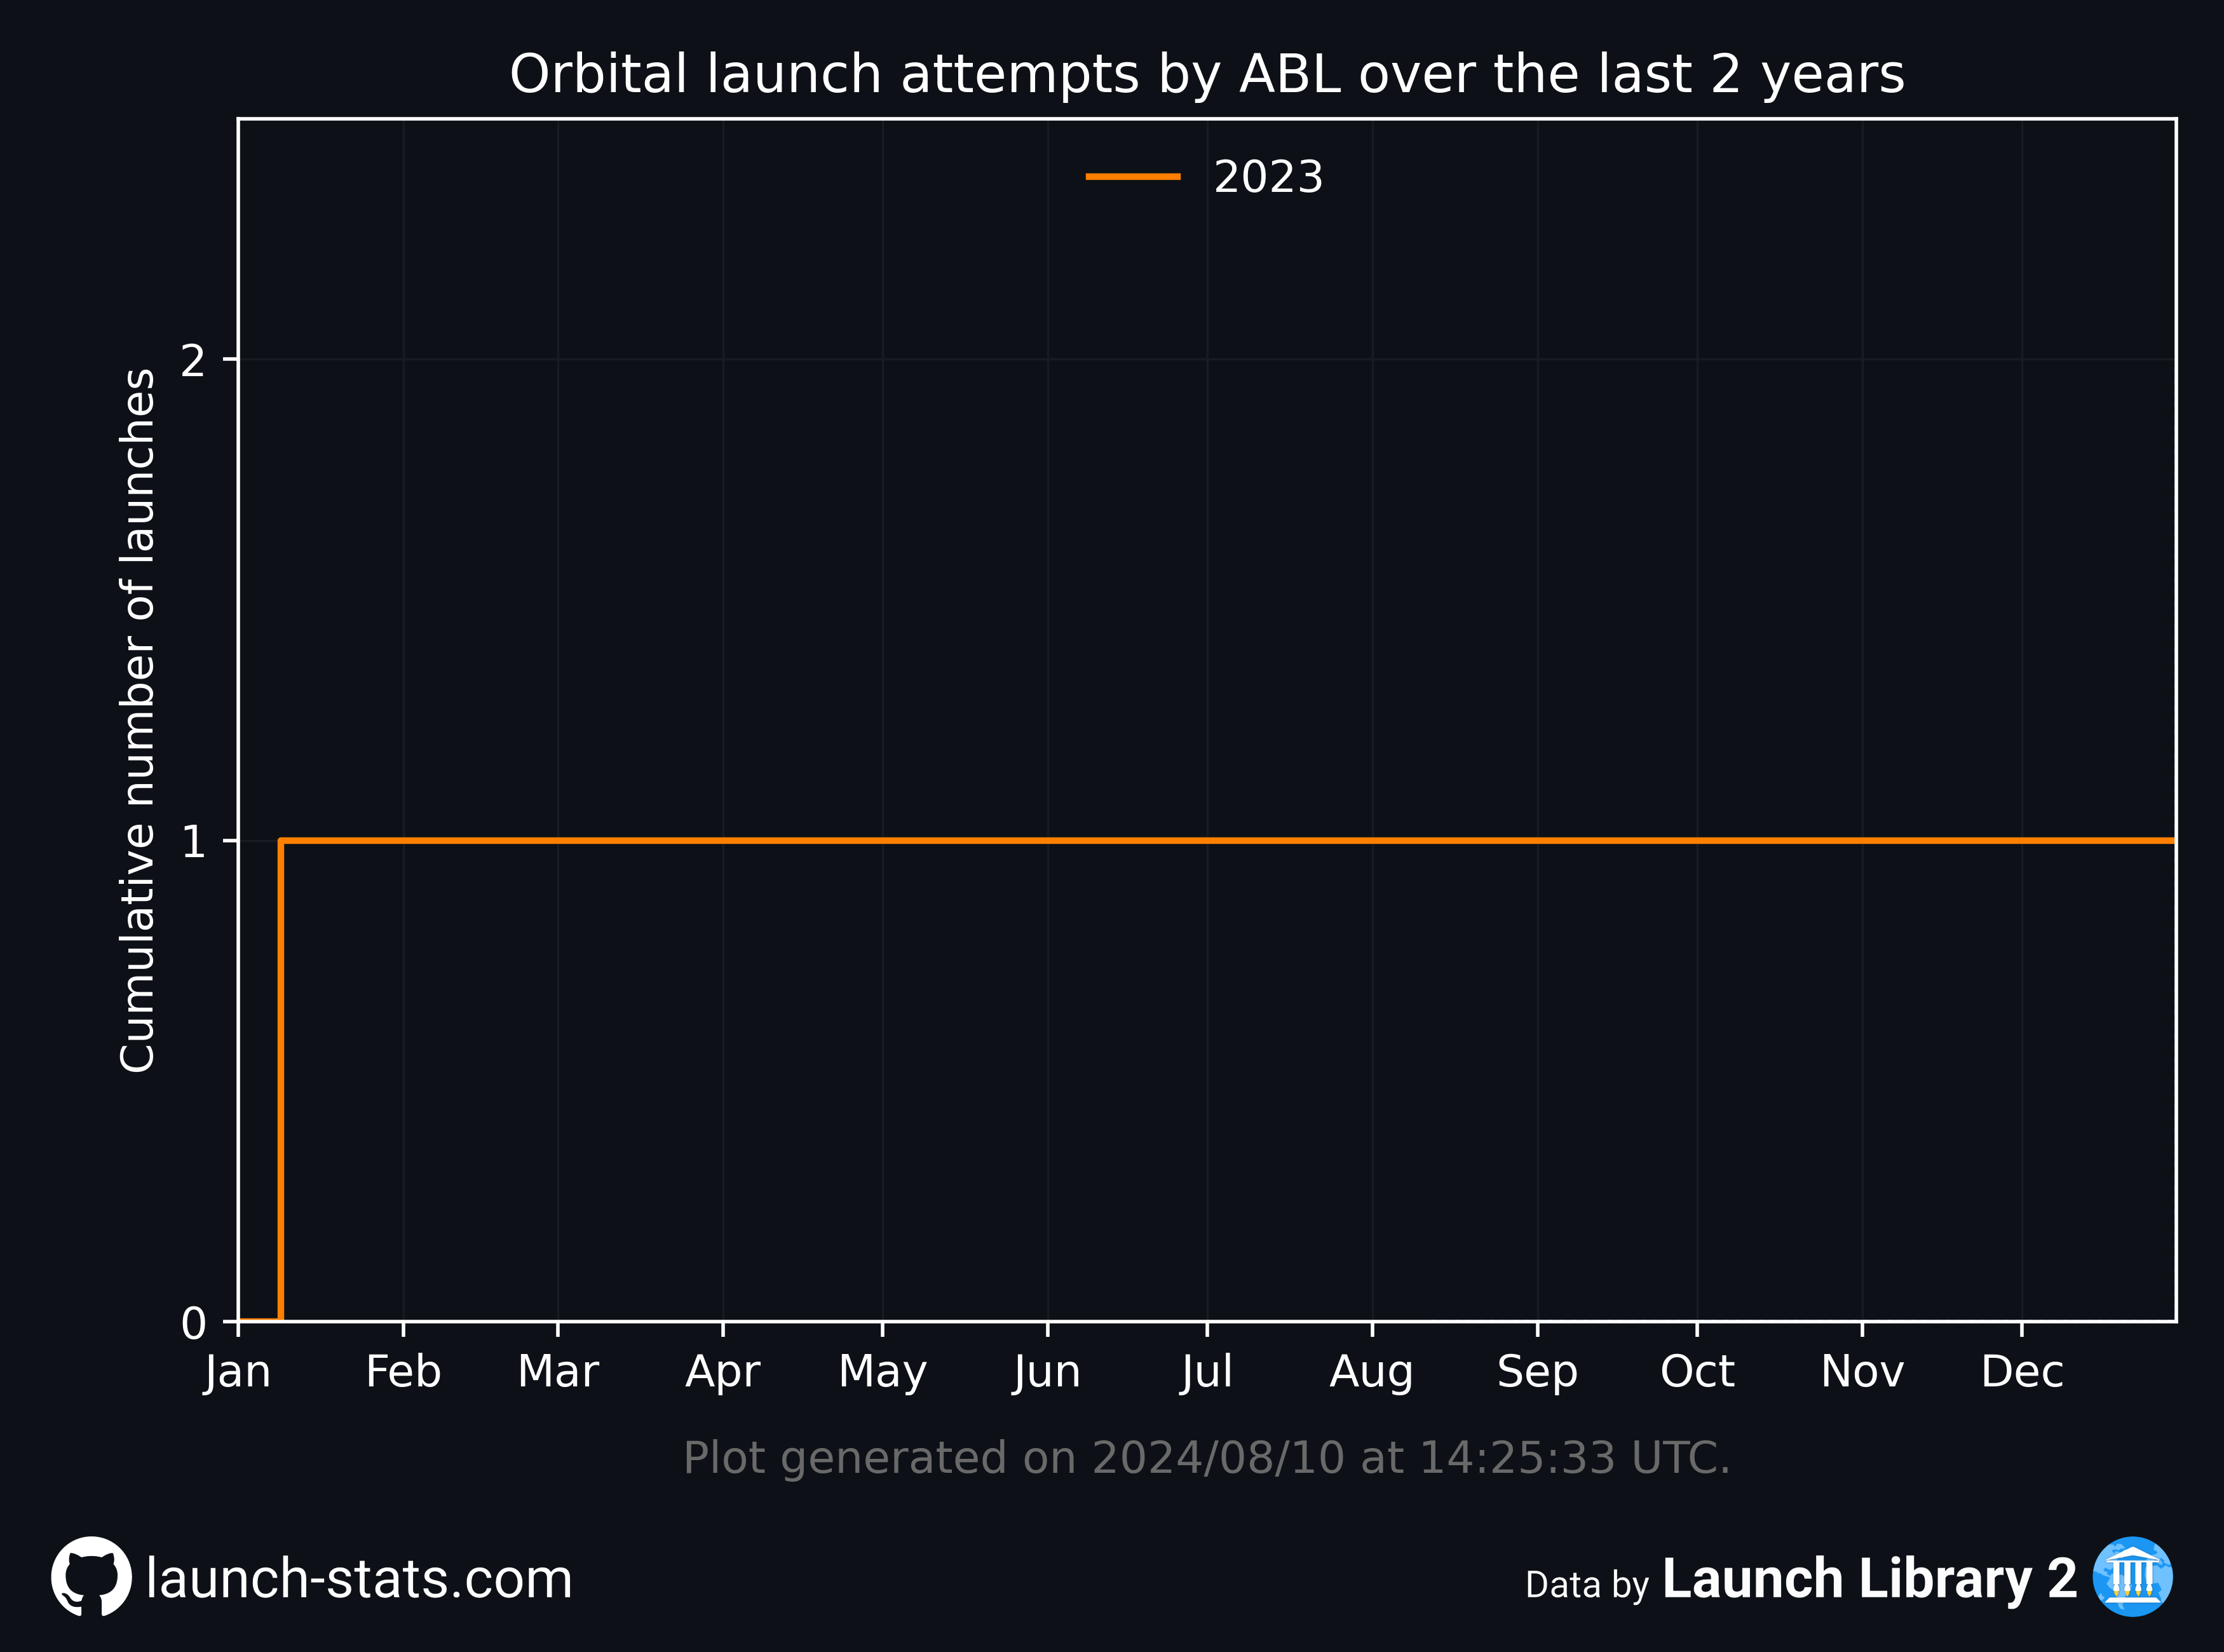 Orbital launch attempts by ABL over the last 2 years
2023
Cumulative number of launches
2
1
0
Jan Feb Mar Apr May Jun Jul Aug Sep Oct Nov Dec
Plot generated on 2024/08/10 at 14:25:33 UTC.
launch-stats.com
Data by Launch Library 2